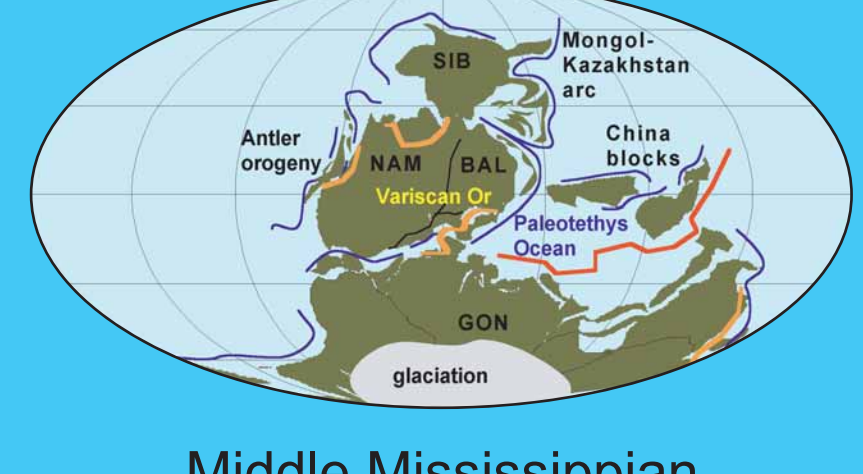 SIB
Mongol-
Kazakhstan
arc
Antler
orogeny
China
blocks
NAM
BAL
Variscan Or
Paleotethys
Ocean
GON
glaciation
Middle Mississippian